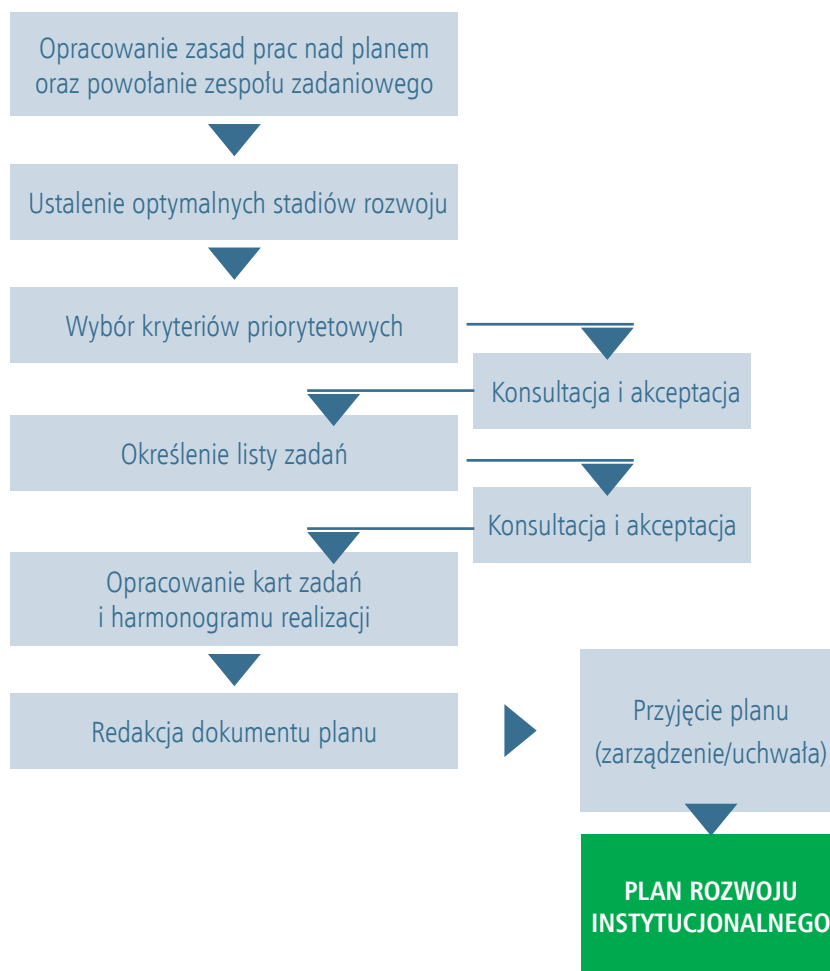 Opracowanie zasad prac nad planem
oraz powołanie zespołu zadaniowego
Ustalenie optymalnych stadiów rozwoju
Wybór kryteriów priorytetowych
Konsultacja i akceptacja
Określenie listy zadań
Konsultacja i akceptacja
Opracowanie kart zadań
i harmonogramu realizacji
Redakcja dokumentu planu
Przyjęcie planu
(zarządzenie/uchwała)
PLAN ROZWOJU
INSTYTUCJONALNEGO